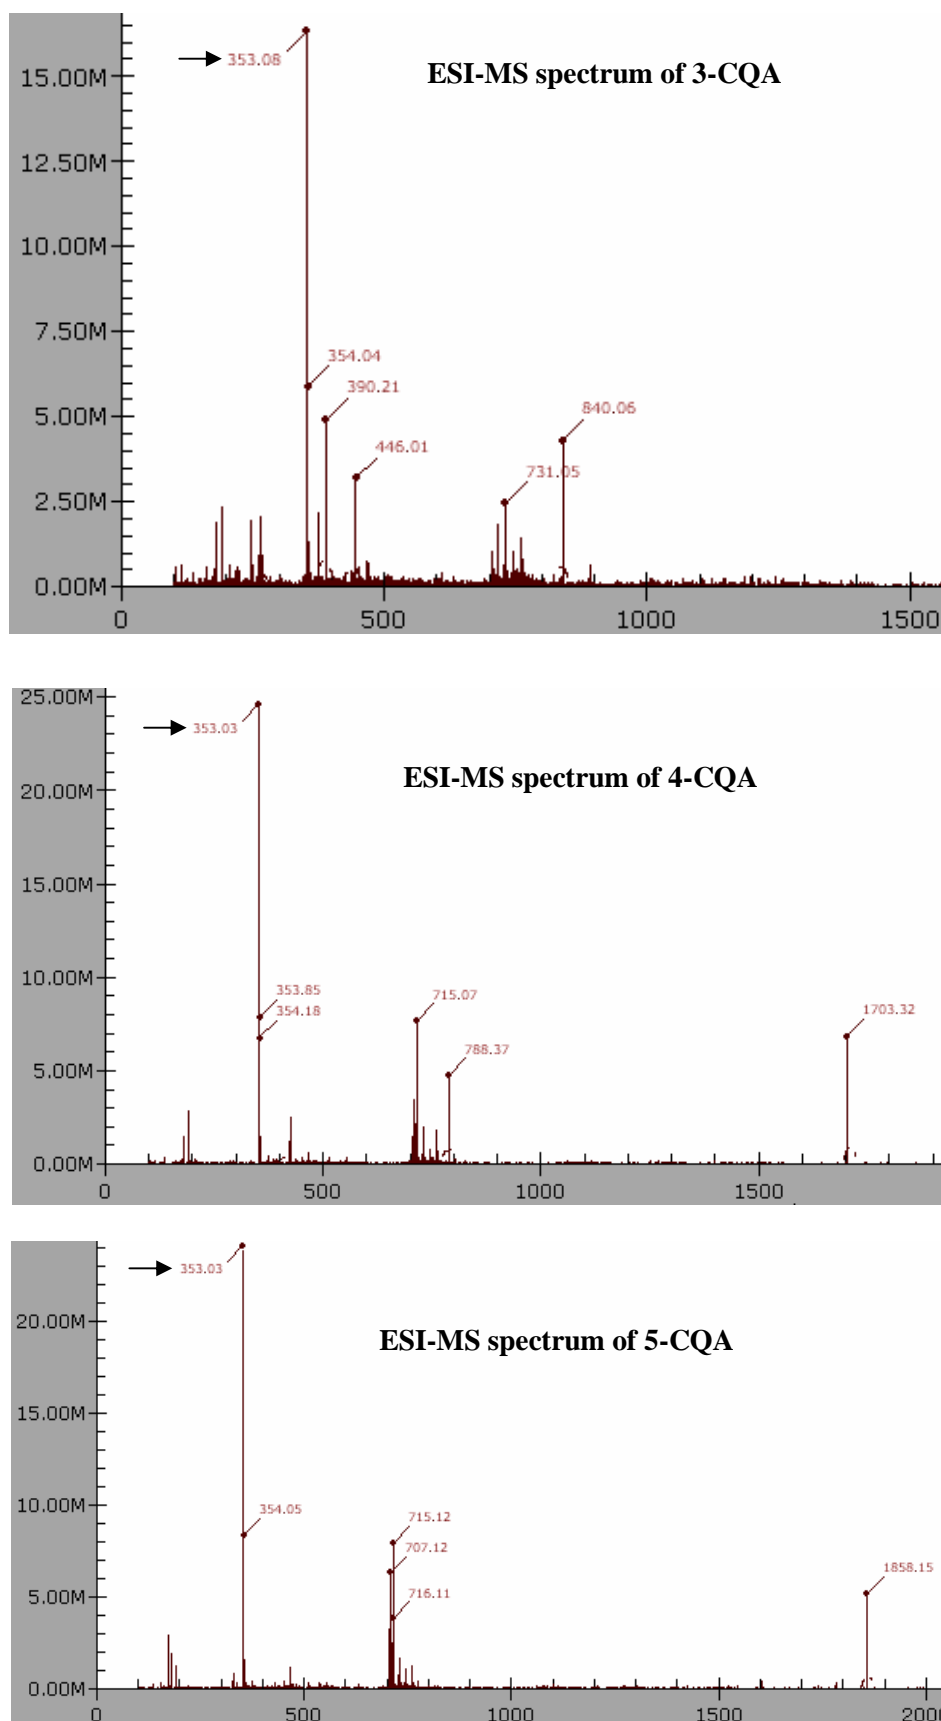 353.08
ESI-MS spectrum of 3-CQA
15.00M
12.50M
10.00M
7.50M
354.04
390.21
5.00M
840.06
446.01
731.05
2.50M
0.00M
0 500 1000 1500
25.00M
353.03
ESI-MS spectrum of 4-CQA
20.00M
15.00M
10.00M
353.85
715.07
354.18
1703.32
788.37
5.00M
0.00M
0 500 1000 1500
353.03
ESI-MS spectrum of 5-CQA
20.00M
15.00M
10.00M
354.05
715.12
707.12
1858.15
716.11
5.00M
0.00M
0 500 1000 1500 2000